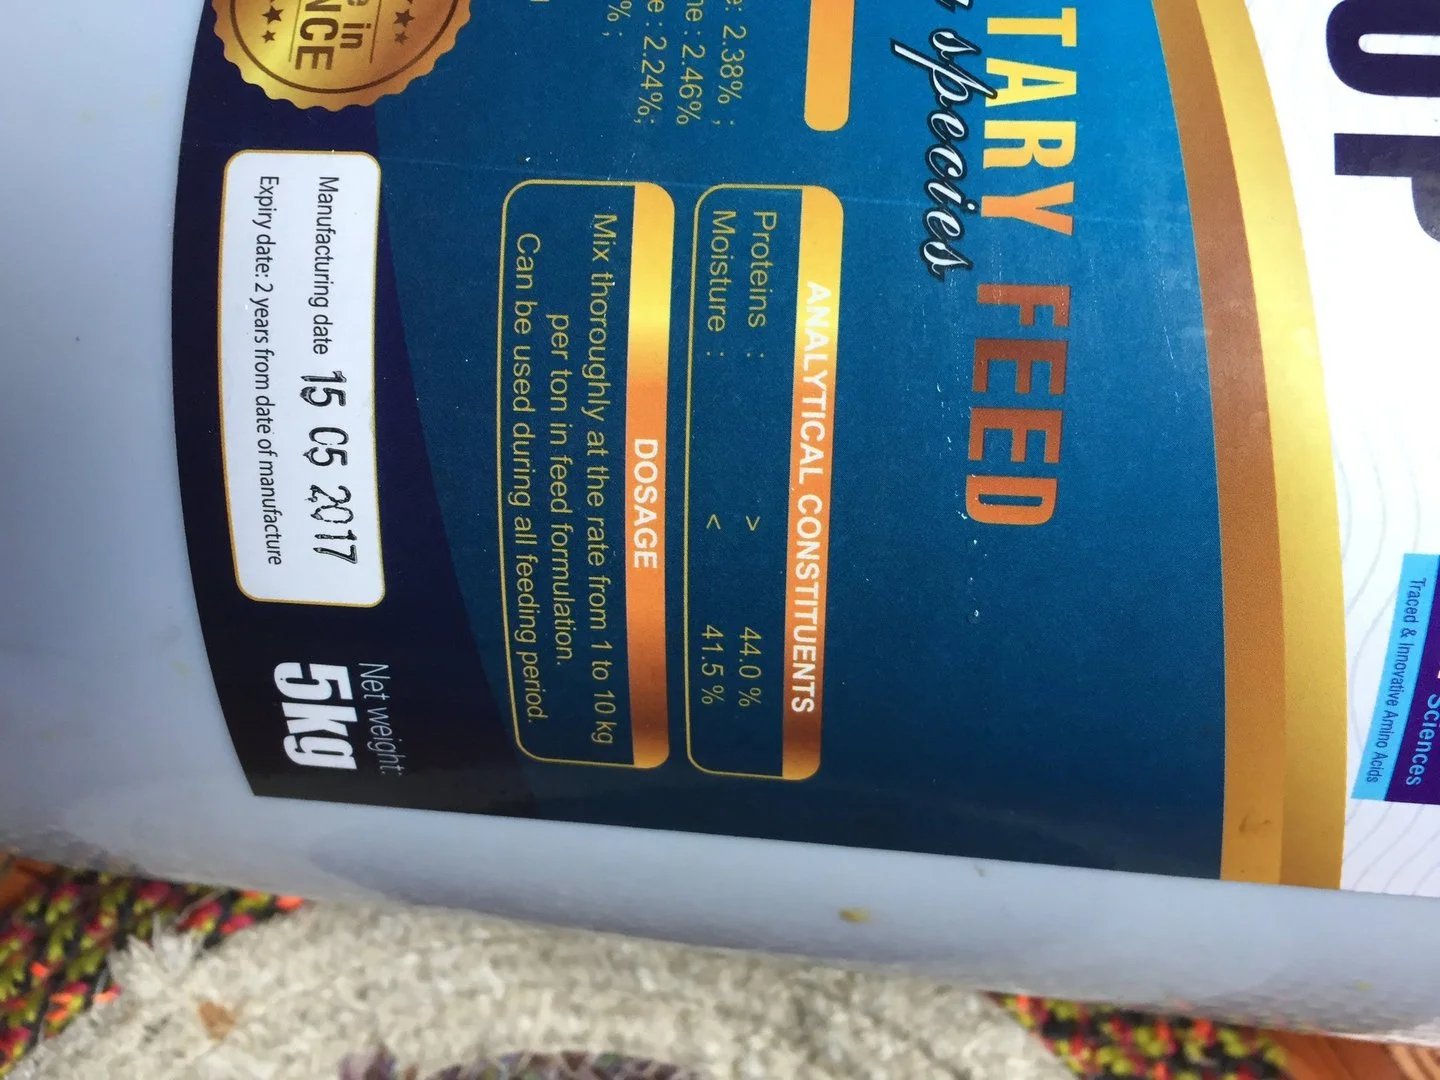 UP
Sciences
Traced & Innovative Amino Acids
TARY FEED
species
: 2.38% ;
: 2.46%
: 2.24%;
% ;
ANALYTICAL CONSTITUENTS
Proteins : > 44.0 %
Moisture : < 41.5 %
DOSAGE
Mix thoroughly at the rate from 1 to 10 kg
per ton in feed formulation.
Can be used during all feeding period.
in
NCE
Manufacturing date 15 05 2017
Expiry date: 2 years from date of manufacture
Net weight:
5kg